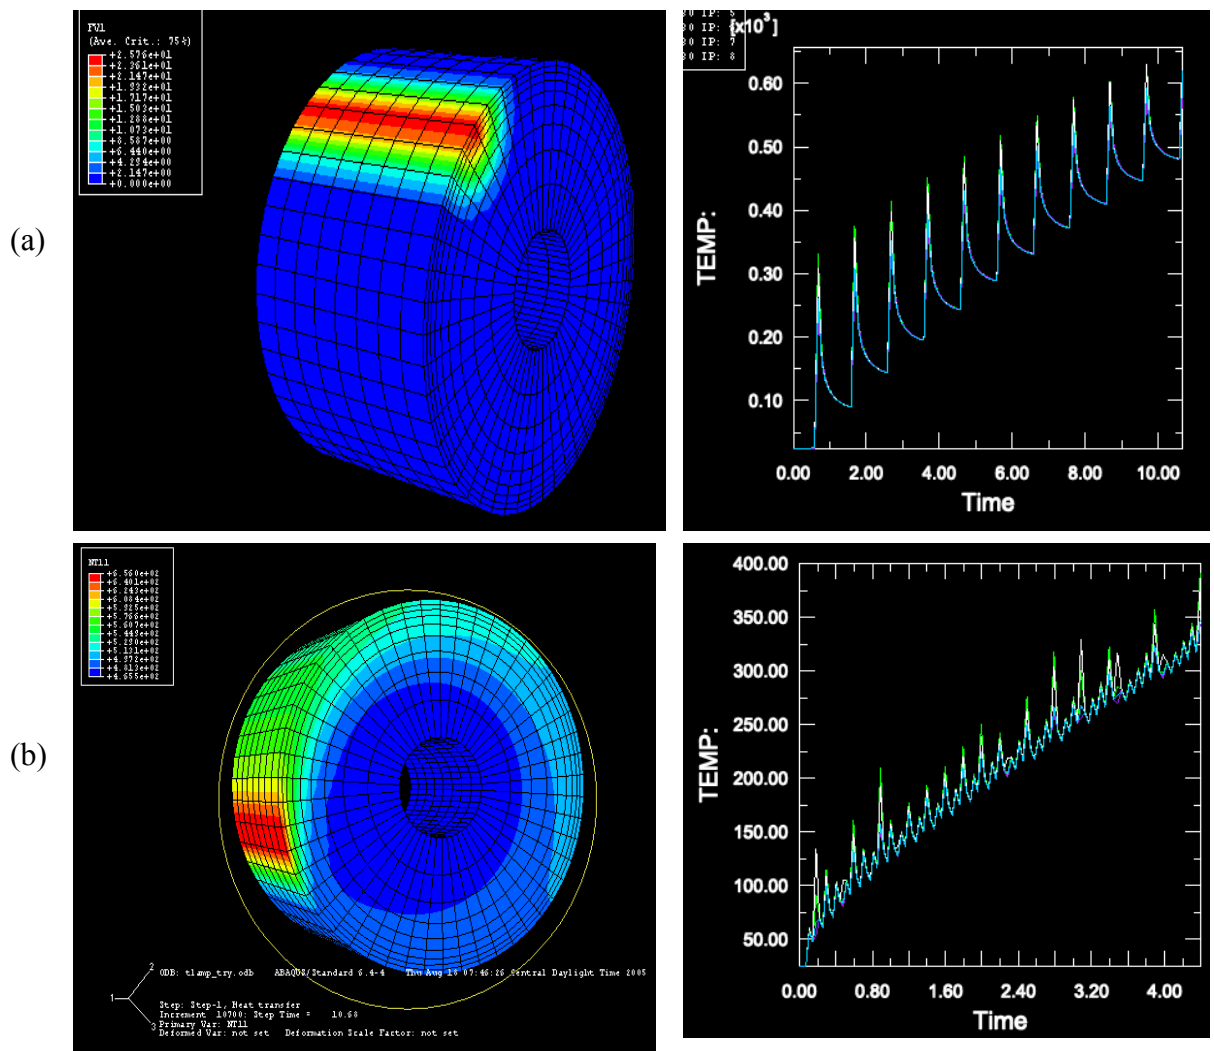 (a)
FV1
(Ave. Crit.: 75%)
+2.576e+01
+2.361e+01
+2.147e+01
+1.932e+01
+1.717e+01
+1.503e+01
+1.288e+01
+1.073e+01
+8.587e+00
+6.440e+00
+4.294e+00
+2.147e+00
+0.000e+00
30 IP: 5
30 IP:
30 IP: 7
30 IP: 8
[x10³]
0.60
0.50
0.40
0.30
0.20
0.10
TEMP:
0.00 2.00 4.00 6.00 8.00 10.00
Time
(b)
NT11
+6.560e+02
+6.401e+02
+6.243e+02
+6.084e+02
+5.925e+02
+5.766e+02
+5.607e+02
+5.449e+02
+5.290e+02
+5.131e+02
+4.972e+02
+4.813e+02
+4.655e+02
2
1
3
ODB: tlamp_try.odb ABAQUS/Standard 6.4-4 Thu Aug 18 07:46:26 Central Daylight Time 2005
Step: Step-1, Heat transfer
Increment 10700: Step Time = 10.68
Primary Var: NT11
Deformed Var: not set Deformation Scale Factor: not set
400.00
350.00
300.00
250.00
200.00
150.00
100.00
50.00
TEMP:
0.00 0.80 1.60 2.40 3.20 4.00
Time